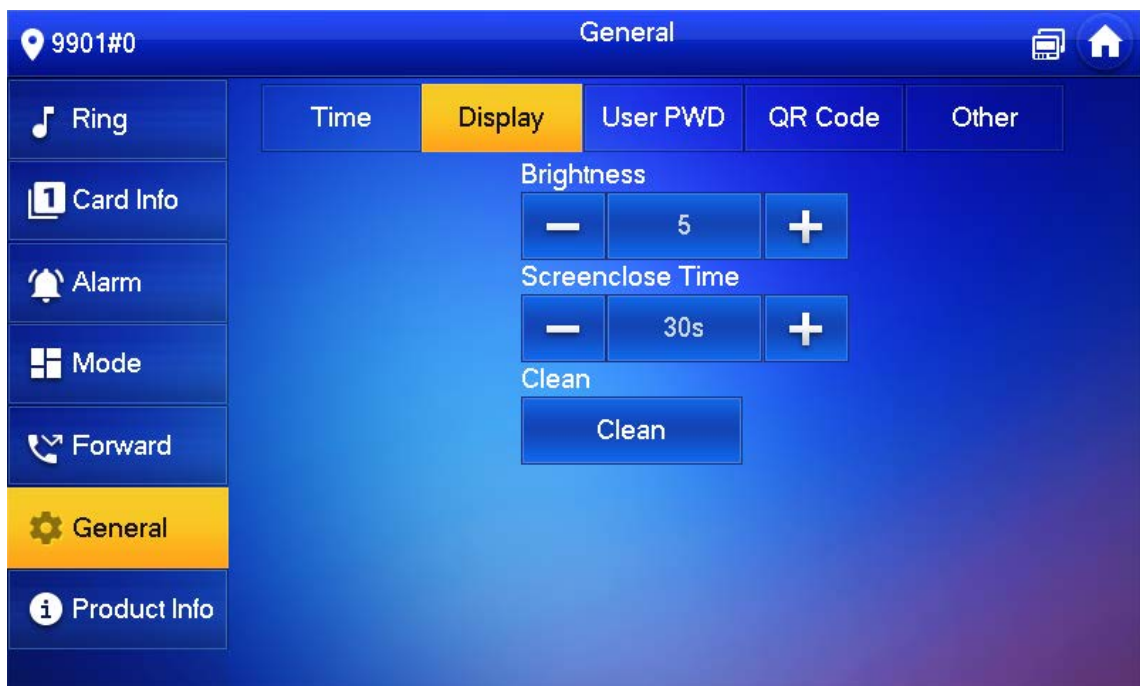 9901#0
General
Ring
Card Info
Alarm
Mode
Forward
General
Product Info
Time
Display
User PWD
QR Code
Other
Brightness
5
Screenclose Time
30s
Clean
Clean